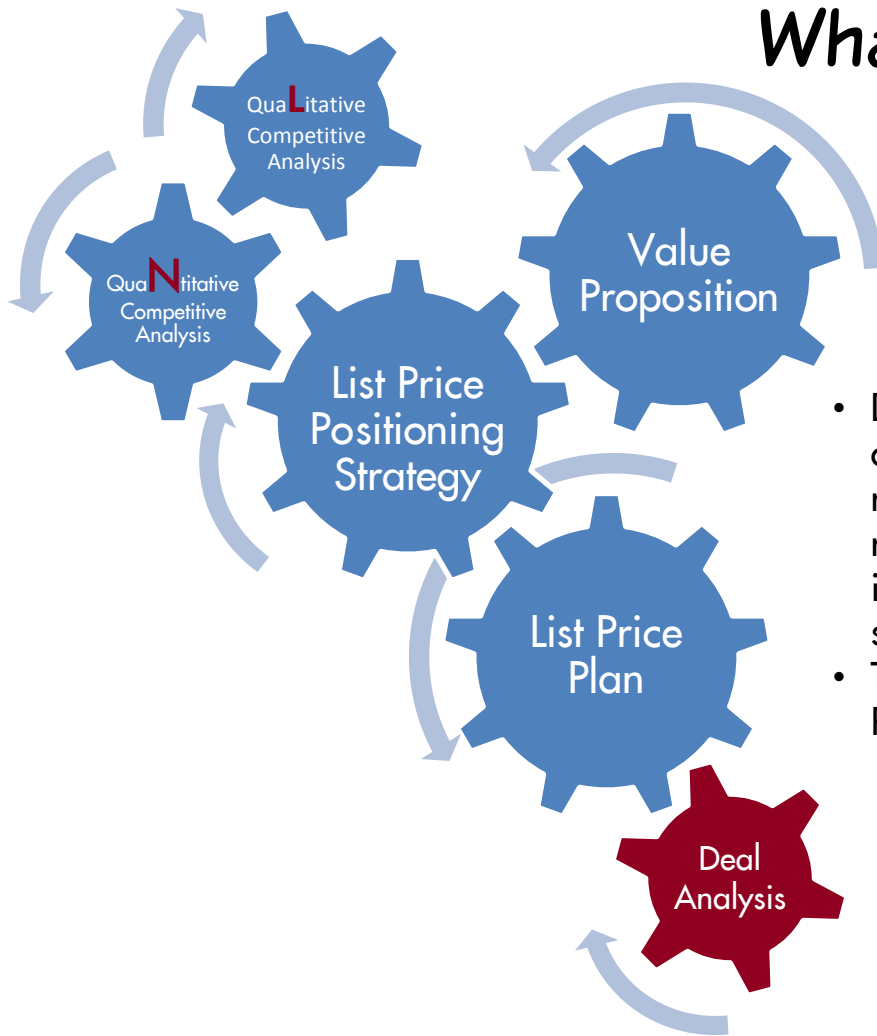 Wha
QuaLitative
Competitive
Analysis
QuaNtitative
Competitive
Analysis
Value
Proposition
List Price
Positioning
Strategy
List Price
Plan
Deal
Analysis